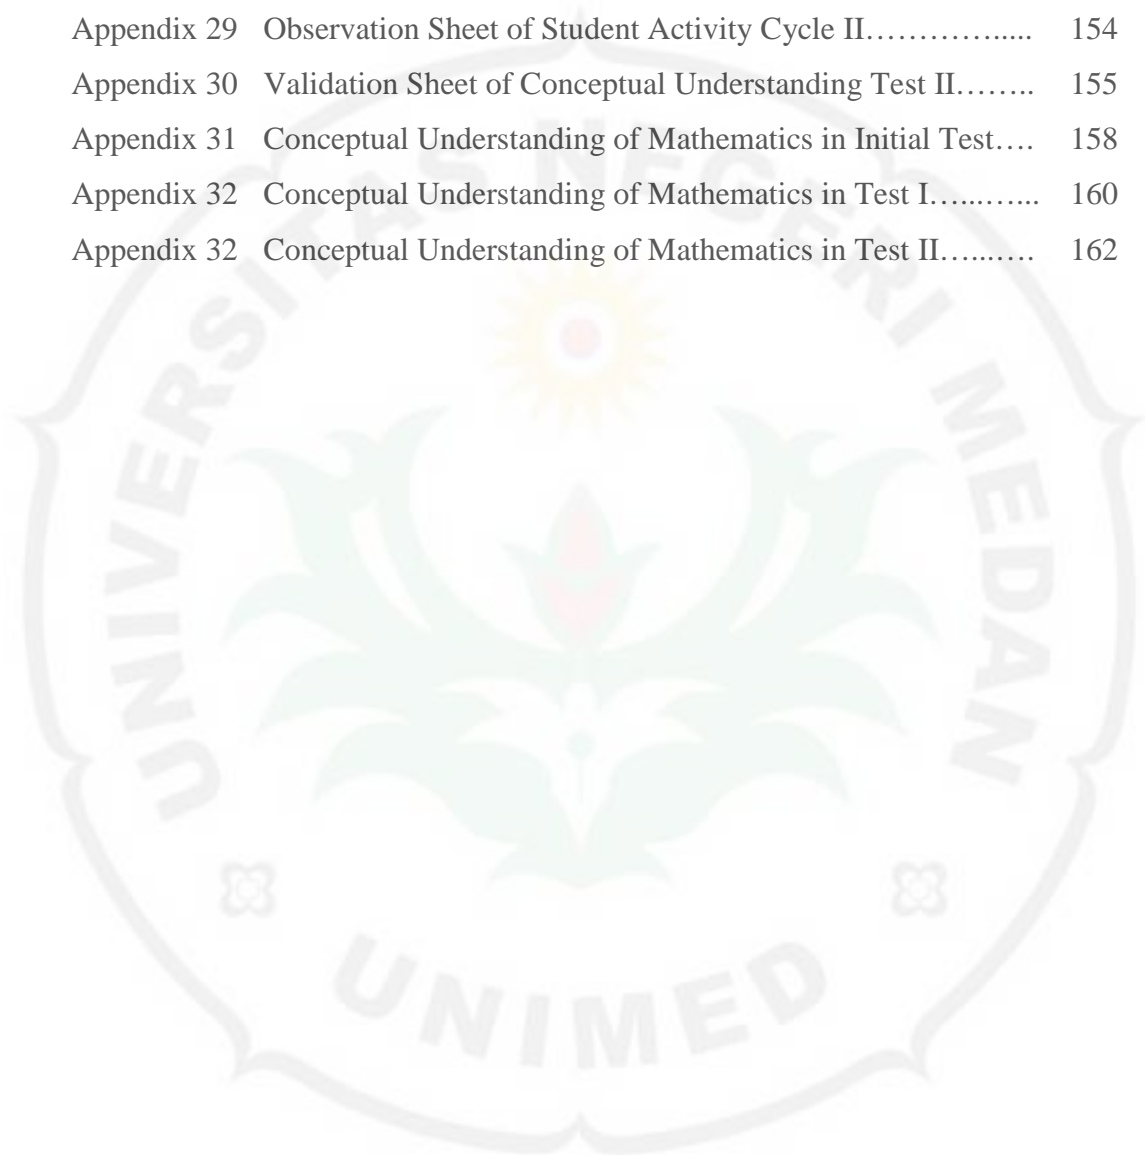 Appendix 29 Observation Sheet of Student Activity Cycle II…………..... 154
Appendix 30 Validation Sheet of Conceptual Understanding Test II…….. 155
Appendix 31 Conceptual Understanding of Mathematics in Initial Test…. 158
Appendix 32 Conceptual Understanding of Mathematics in Test I…...…... 160
Appendix 32 Conceptual Understanding of Mathematics in Test II…...…. 162
UNIVERSITAS NEGERI MEDAN
UNIMED